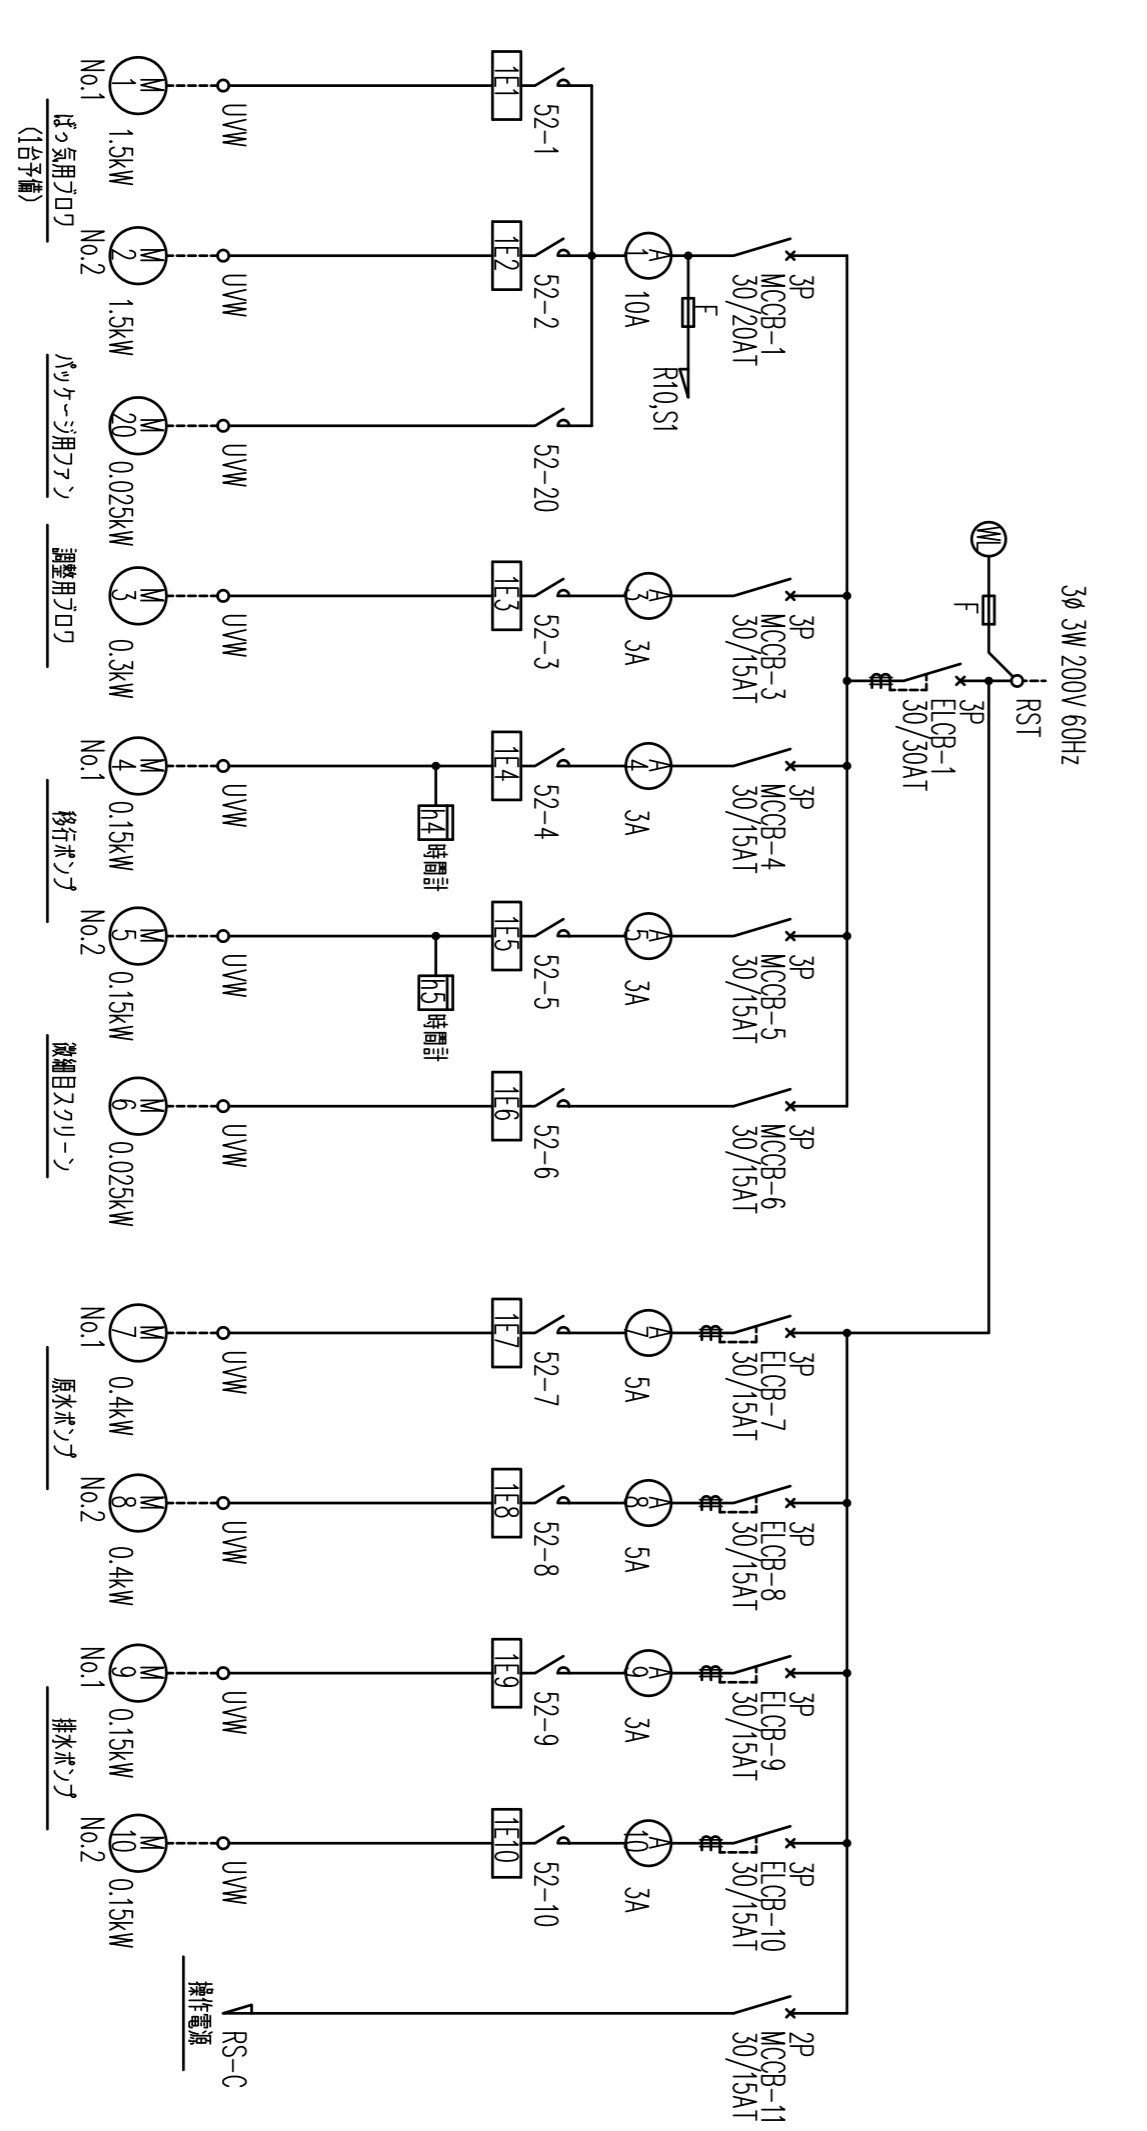 3φ 3W 200V 60Hz
RST
WL
F
3P
ELCB-1
30/30AT
3P
MCCB-1
30/20AT
F
R10,S1
A
1
10A
52-1
1E1
UVW
M
1
1.5kW
No.1
52-2
1E2
UVW
M
2
1.5kW
No.2
ばっ気用ブロワ
(1台予備)
52-20
UVW
M
20
0.025kW
パッケージ用ファン
3P
MCCB-3
30/15AT
A
3
3A
52-3
1E3
UVW
M
3
0.3kW
調整用ブロワ
3P
MCCB-4
30/15AT
A
4
3A
52-4
1E4
h4
時間計
UVW
M
4
0.15kW
No.1
移行ポンプ
3P
MCCB-5
30/15AT
A
5
3A
52-5
1E5
h5
時間計
UVW
M
5
0.15kW
No.2
3P
MCCB-6
30/15AT
52-6
1E6
UVW
M
6
0.025kW
微細目スクリーン
3P
ELCB-7
30/15AT
A
7
5A
52-7
1E7
UVW
M
7
0.4kW
No.1
原水ポンプ
3P
ELCB-8
30/15AT
A
8
5A
52-8
1E8
UVW
M
8
0.4kW
No.2
3P
ELCB-9
30/15AT
A
9
3A
52-9
1E9
UVW
M
9
0.15kW
No.1
排水ポンプ
3P
ELCB-10
30/15AT
A
10
3A
52-10
1E10
UVW
M
10
0.15kW
No.2
2P
MCCB-11
30/15AT
RS-C
操作電源